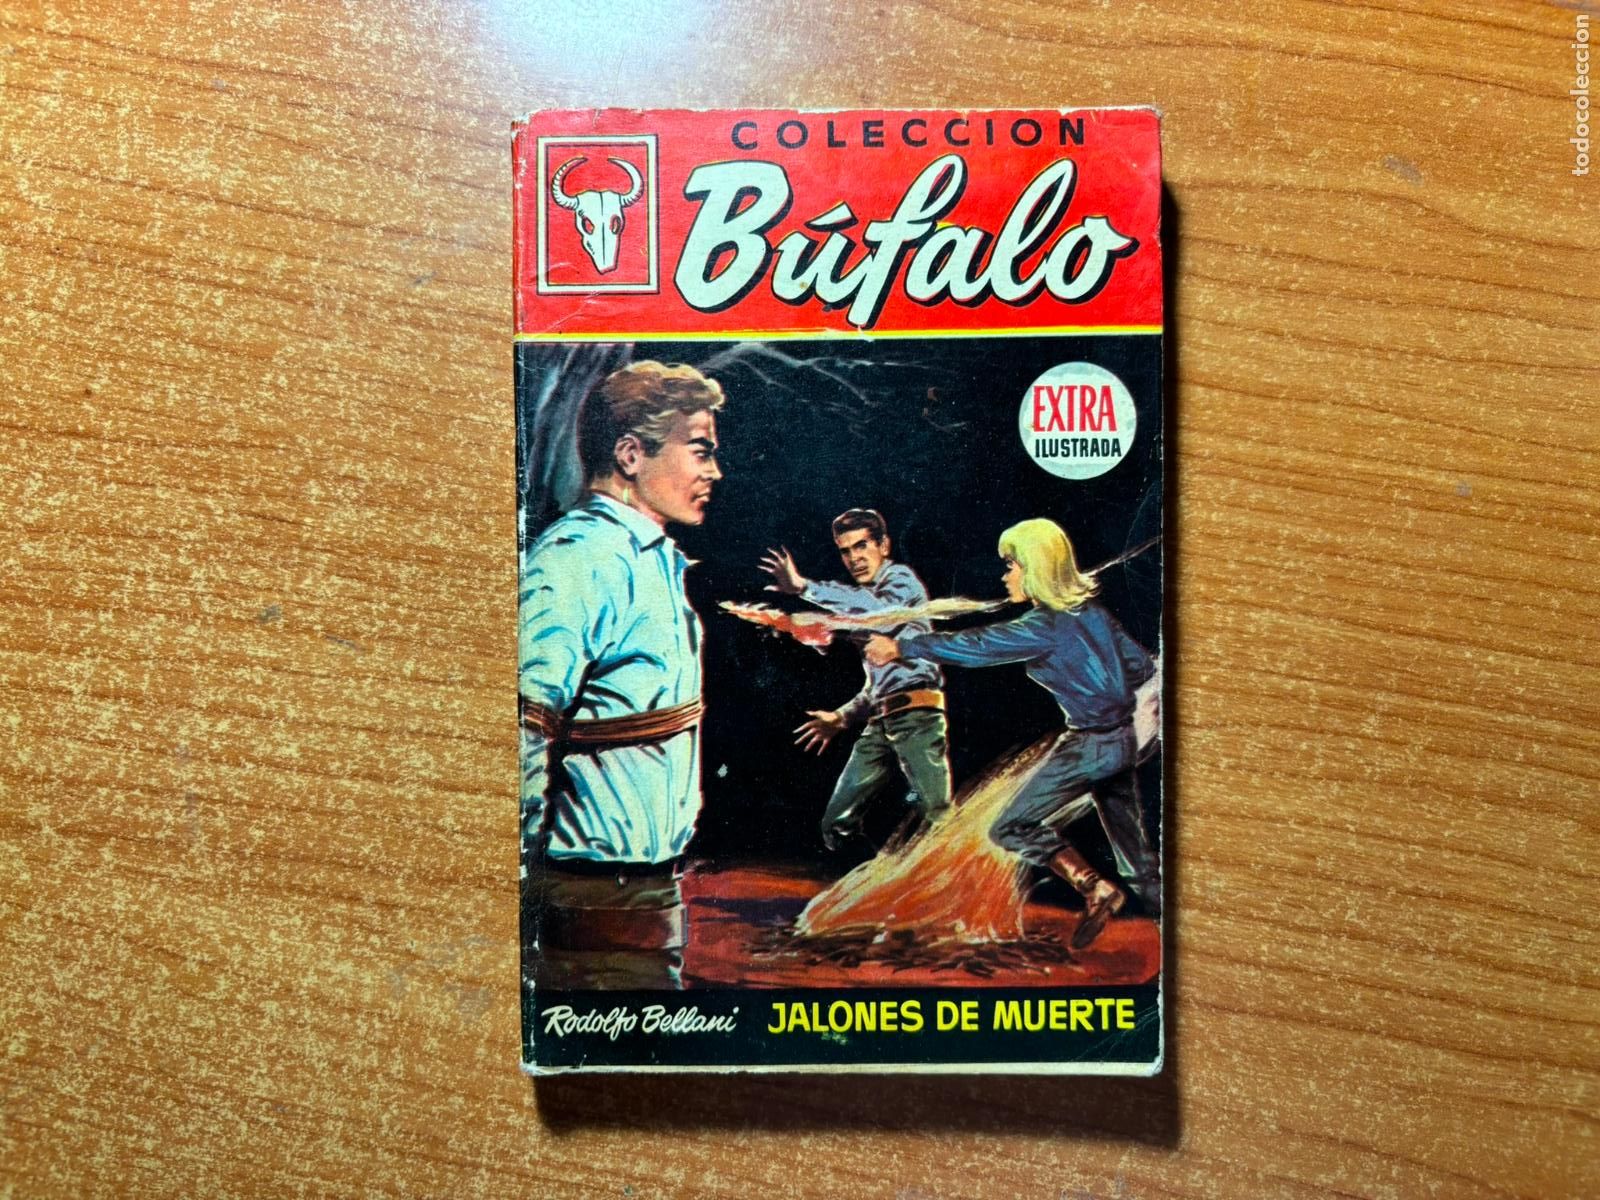 COLECCION
Búfalo
EXTRA
ILUSTRADA
Rodolfo Bellani
JALONES DE MUERTE
todocoleccion